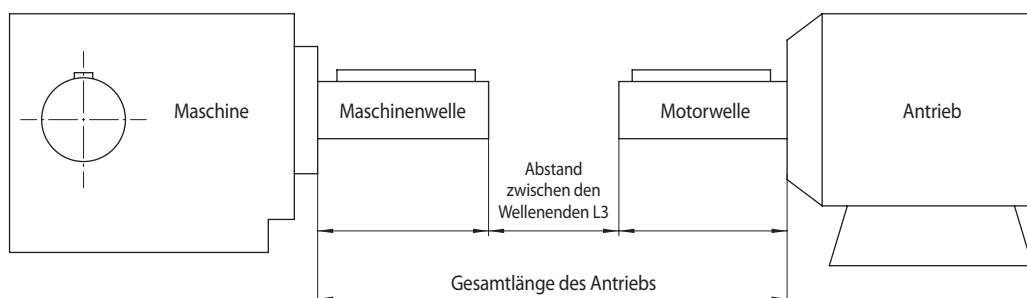 Maschine
Maschinenwelle
Motorwelle
Antrieb
Abstand
zwischen den
Wellenenden L3
Gesamtlänge des Antriebs